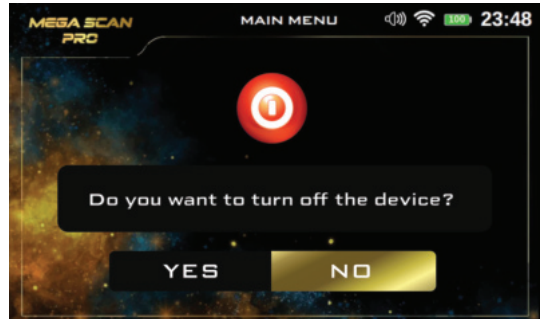 MEGA SCAN
PRO
MAIN MENU
100
23:48
Do you want to turn off the device?
YES
NO